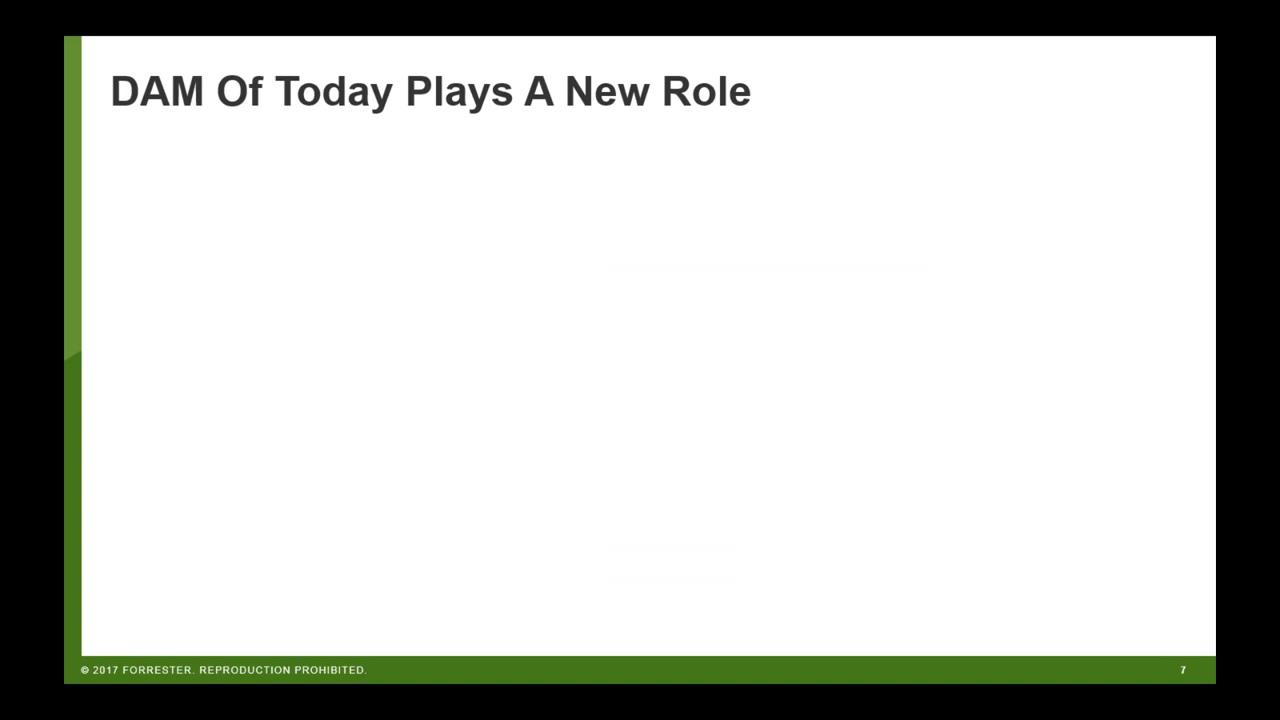 DAM Of Today Plays A New Role
© 2017 FORRESTER. REPRODUCTION PROHIBITED.
7